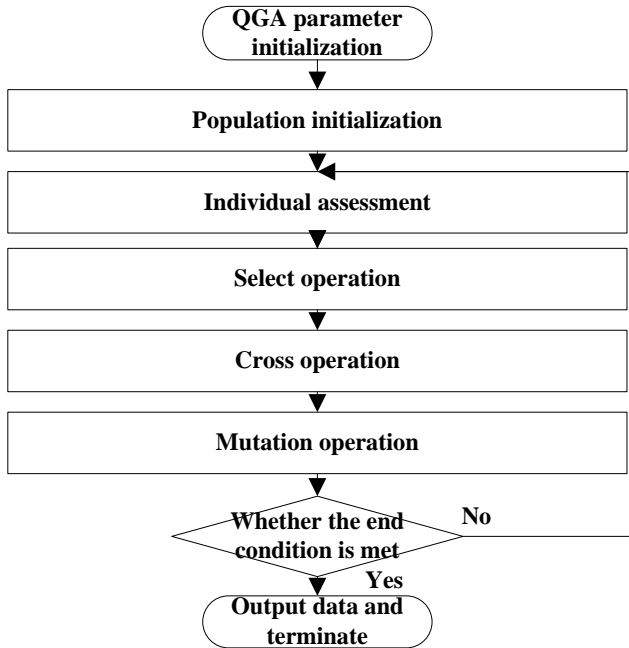 QGA parameter
initialization
Population initialization
Individual assessment
Select operation
Cross operation
Mutation operation
Whether the end
condition is met
No
Yes
Output data and
terminate